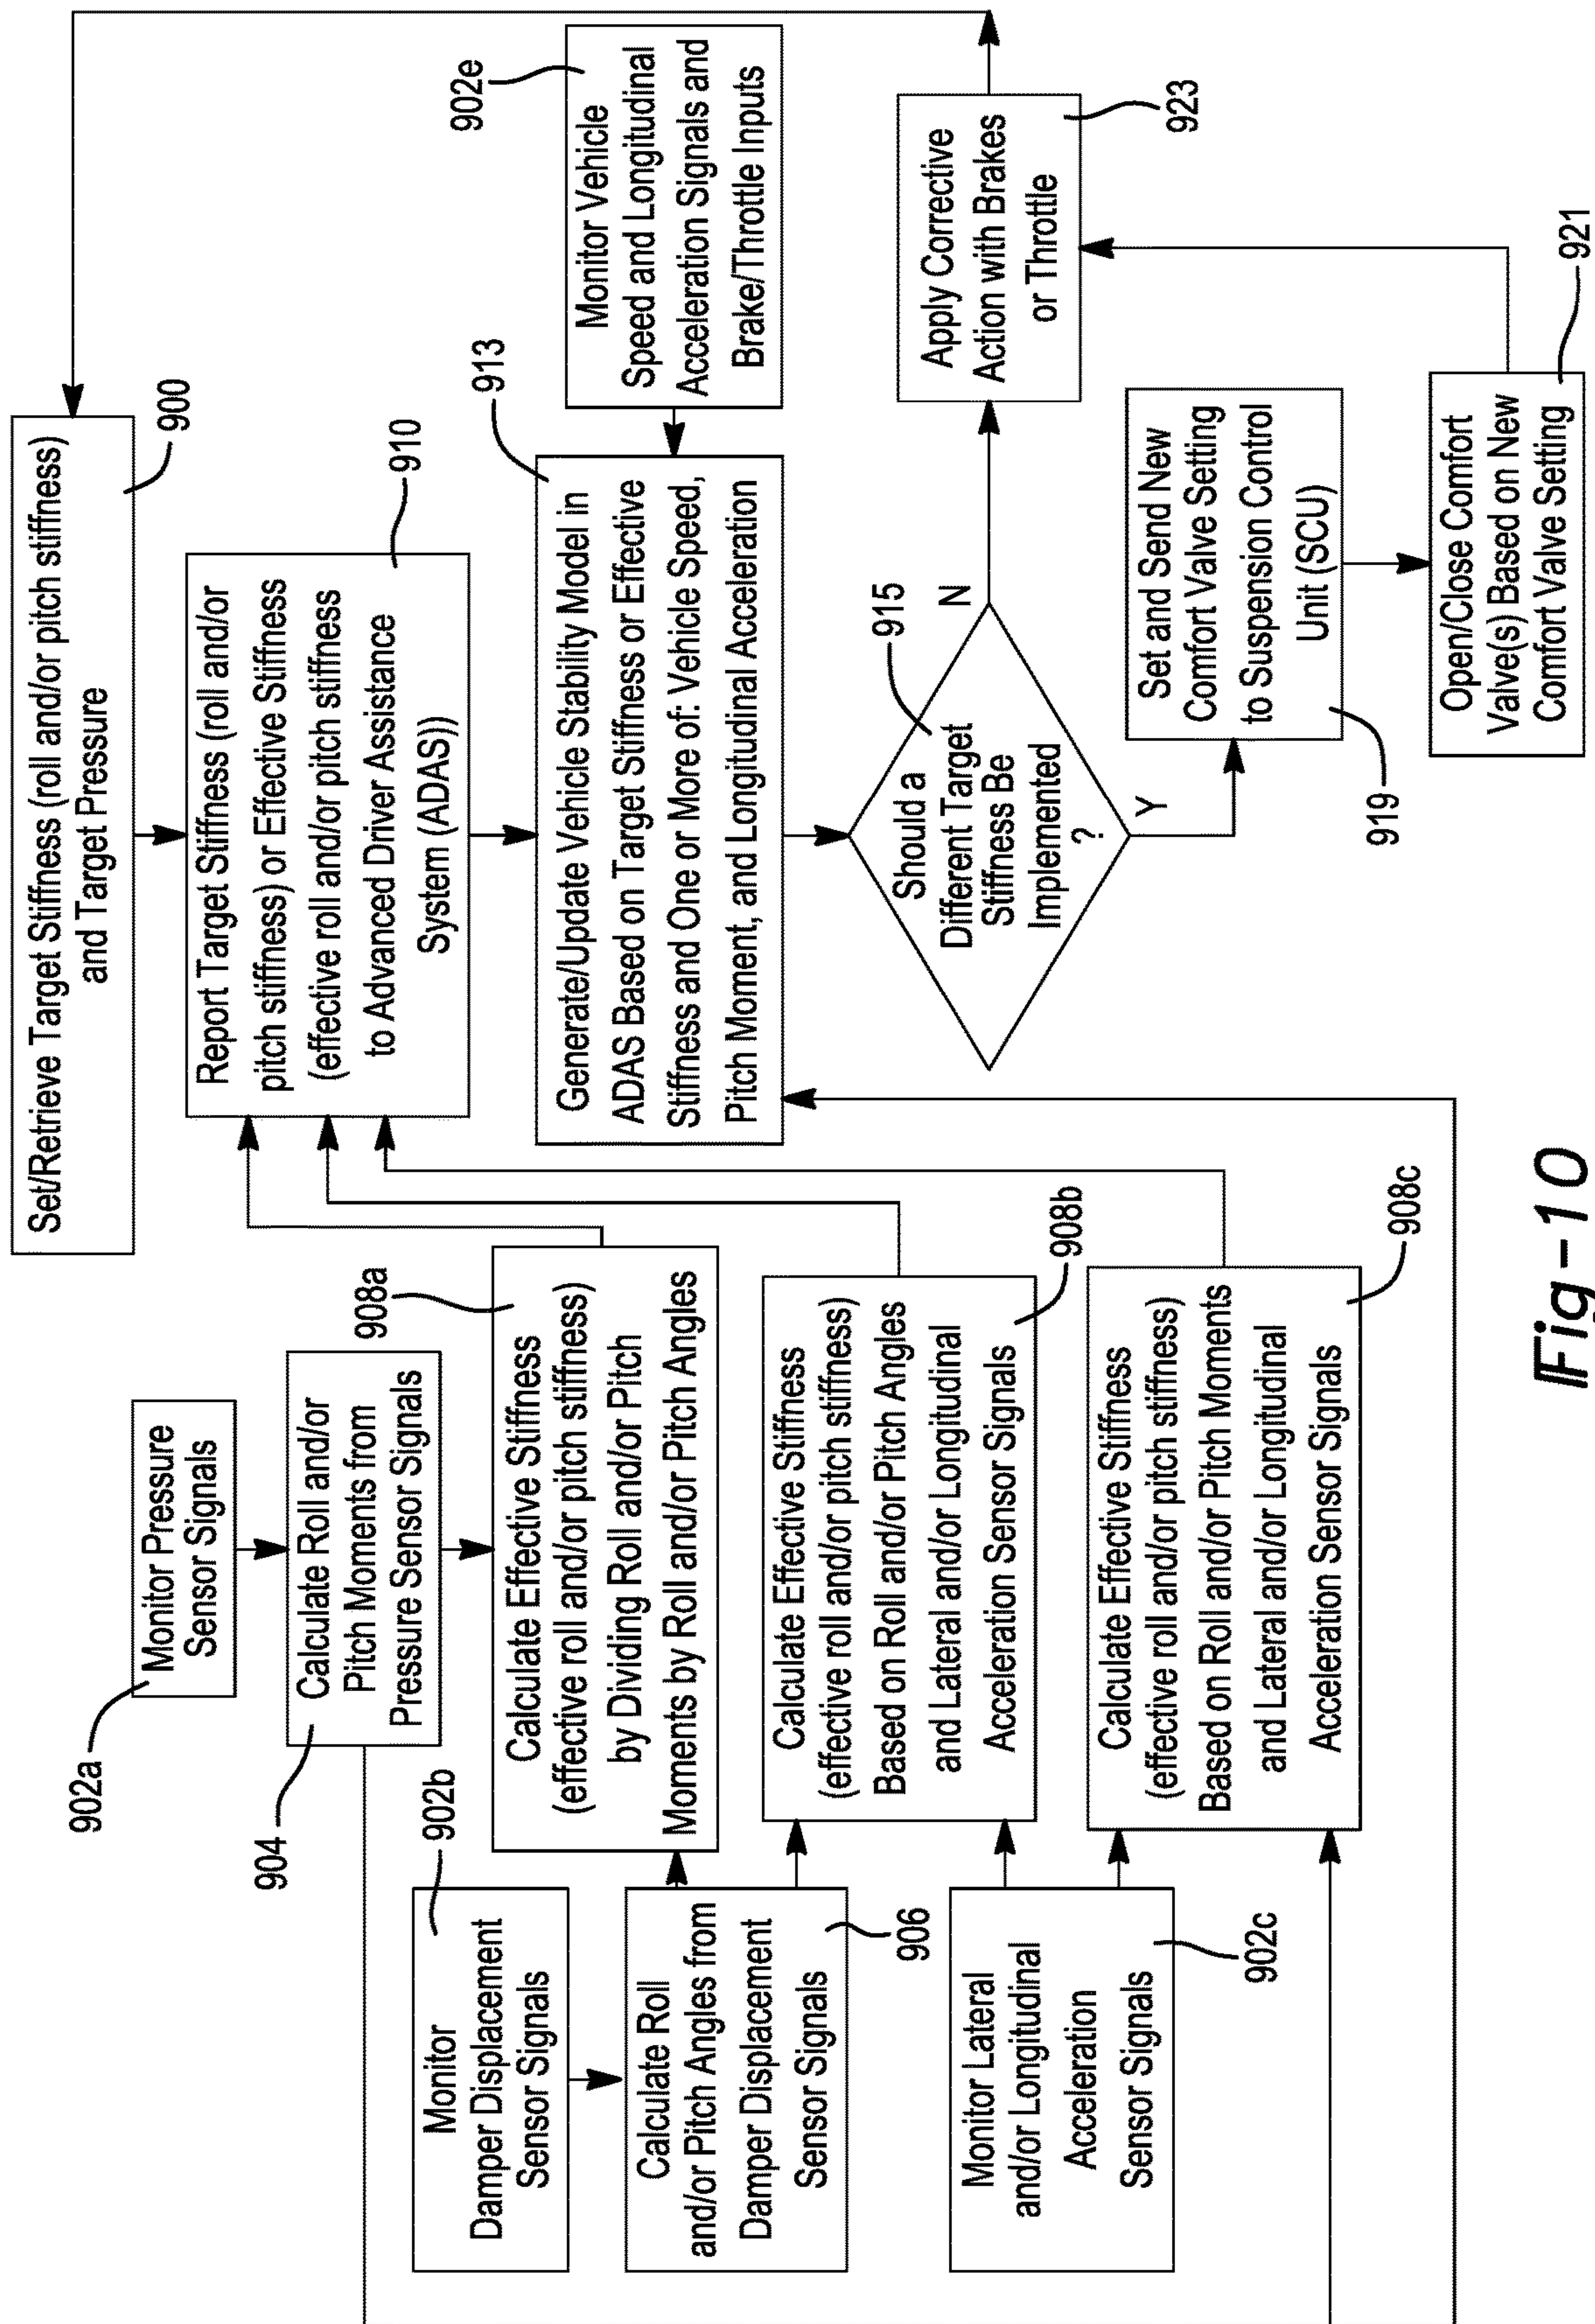 Set/Retrieve Target Stiffness (roll and/or pitch stiffness)
and Target Pressure
900
Monitor Pressure
Sensor Signals
902a
Report Target Stiffness (roll and/or
pitch stiffness) or Effective Stiffness
(effective roll and/or pitch stiffness
to Advanced Driver Assistance
System (ADAS))
910
Calculate Roll and/or
Pitch Moments from
Pressure Sensor Signals
904
Monitor
Damper Displacement
Sensor Signals
902b
Calculate Effective Stiffness
(effective roll and/or pitch stiffness)
by Dividing Roll and/or Pitch
Moments by Roll and/or Pitch Angles
908a
Generate/Update Vehicle Stability Model in
ADAS Based on Target Stiffness or Effective
Stiffness and One or More of: Vehicle Speed,
Pitch Moment, and Longitudinal Acceleration
913
Monitor Vehicle
Speed and Longitudinal
Acceleration Signals and
Brake/Throttle Inputs
902e
Calculate Roll
and/or Pitch Angles from
Damper Displacement
Sensor Signals
906
Calculate Effective Stiffness
(effective roll and/or pitch stiffness)
Based on Roll and/or Pitch Angles
and Lateral and/or Longitudinal
Acceleration Sensor Signals
908b
Should a
Different Target
Stiffness Be
Implemented
?
915
N
Y
Apply Corrective
Action with Brakes
or Throttle
923
Monitor Lateral
and/or Longitudinal
Acceleration
Sensor Signals
902c
Calculate Effective Stiffness
(effective roll and/or pitch stiffness)
Based on Roll and/or Pitch Moments
and Lateral and/or Longitudinal
Acceleration Sensor Signals
908c
Set and Send New
Comfort Valve Setting
to Suspension Control
Unit (SCU)
919
Open/Close Comfort
Valve(s) Based on New
Comfort Valve Setting
921
Fig-10